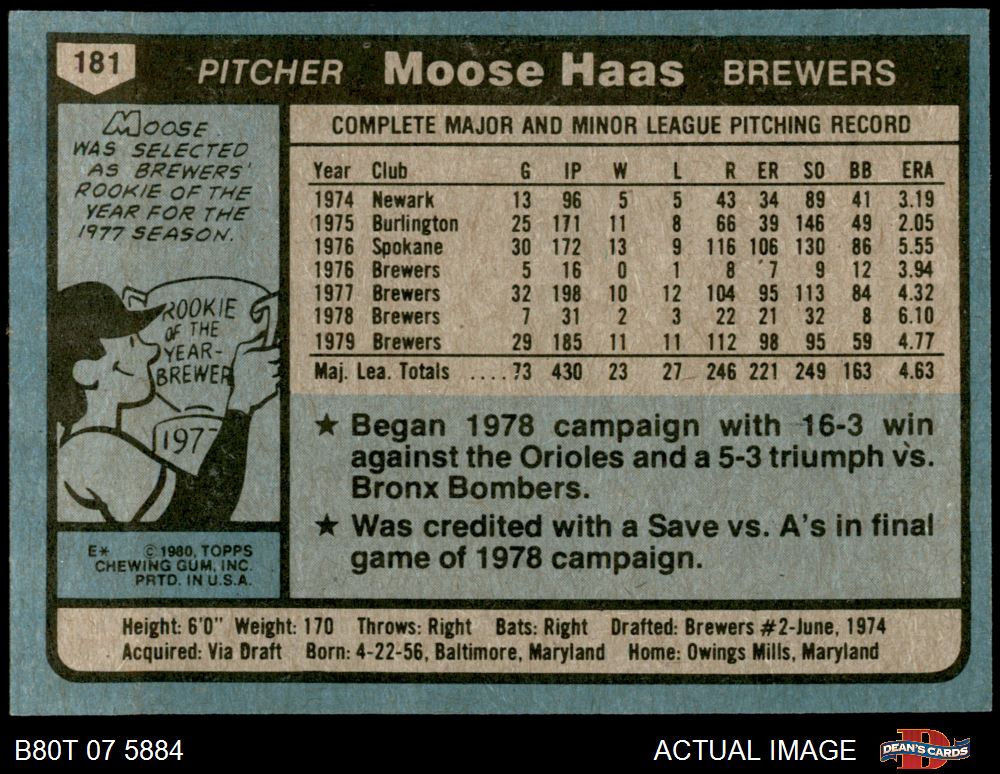 181 PITCHER Moose Haas BREWERS
MOOSE
WAS SELECTED
AS BREWERS'
ROOKIE OF THE
YEAR FOR THE
1977 SEASON.
ROOKIE
OF THE
YEAR-
BREWER
197
E* © 1980, TOPPS
CHEWING GUM, INC.
PRTD. IN U.S.A.
COMPLETE MAJOR AND MINOR LEAGUE PITCHING RECORD
Year Club G IP W L R ER SO BB ERA
1974 Newark 13 96 5 5 43 34 89 41 3.19
1975 Burlington 25 171 11 8 66 39 146 49 2.05
1976 Spokane 30 172 13 9 116 106 130 86 5.55
1976 Brewers 5 16 0 1 8 7 9 12 3.94
1977 Brewers 32 198 10 12 104 95 113 84 4.32
1978 Brewers 7 31 2 3 22 21 32 8 6.10
1979 Brewers 29 185 11 11 112 98 95 59 4.77
Maj. Lea. Totals ....73 430 23 27 246 221 249 163 4.63
★ Began 1978 campaign with 16-3 win
against the Orioles and a 5-3 triumph vs.
Bronx Bombers.
★ Was credited with a Save vs. A's in final
game of 1978 campaign.
Height: 6'0" Weight: 170 Throws: Right Bats: Right Drafted: Brewers #2-June, 1974
Acquired: Via Draft Born: 4-22-56, Baltimore, Maryland Home: Owings Mills, Maryland
B80T 07 5884 ACTUAL IMAGE DEAN'S CARDS